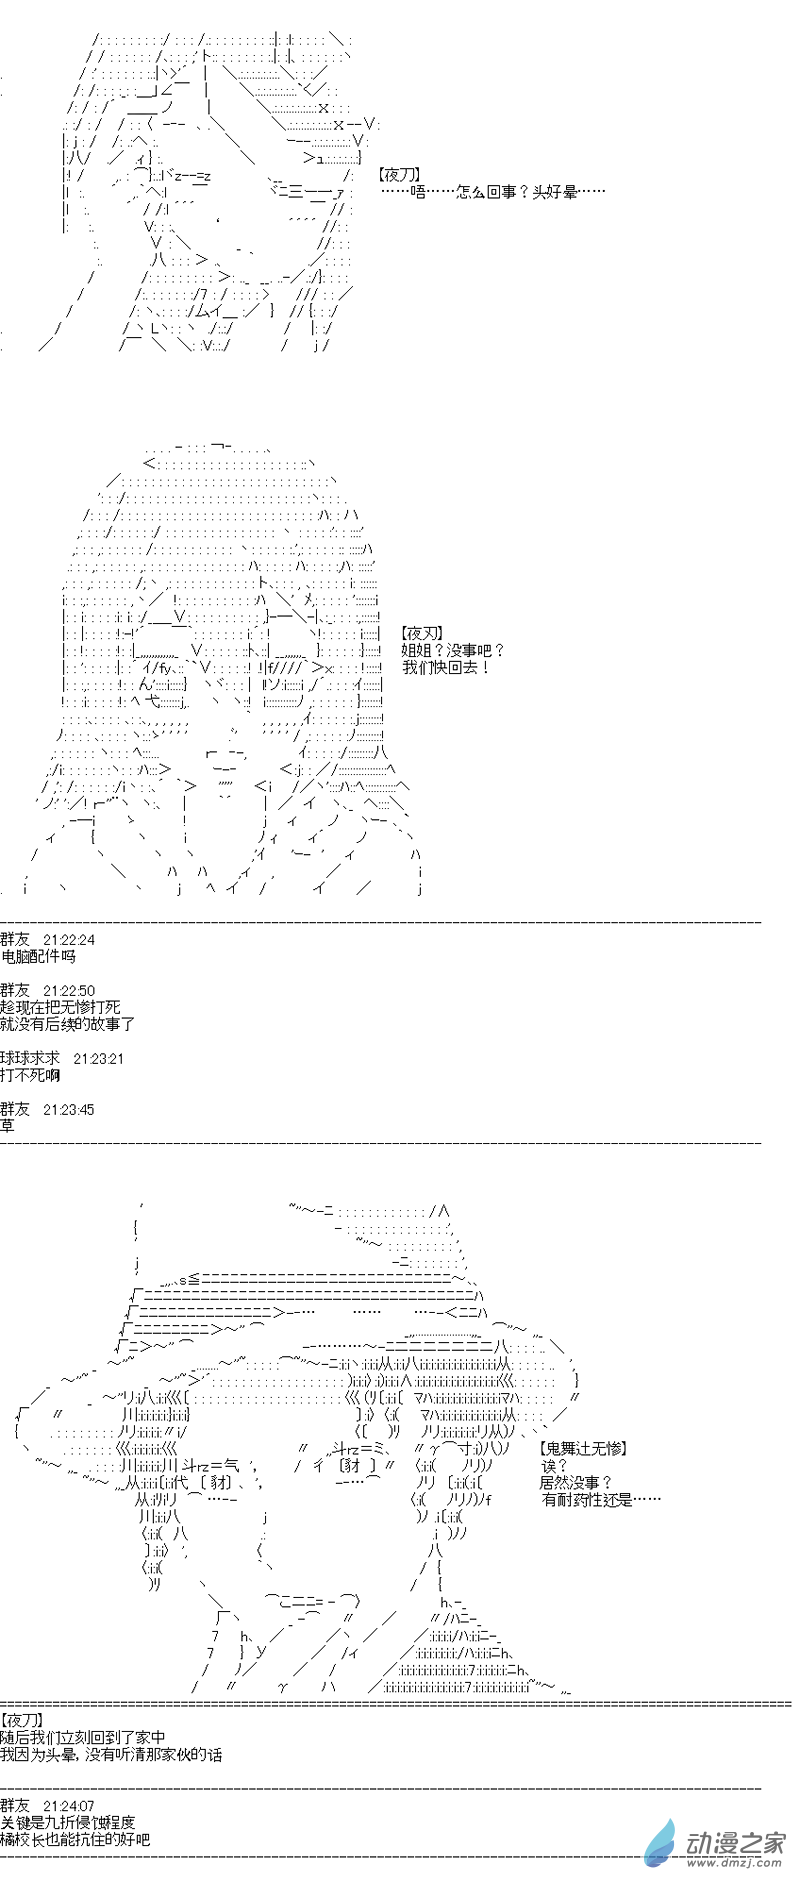 【夜刀】
……唔……怎么回事？头好晕……
【夜刃】
姐姐？没事吧？
我们快回去！
群友 21:22:24
电脑配件吗
群友 21:22:50
趁现在把无惨打死
就没有后续的故事了
球球求求 21:23:21
打不死啊
群友 21:23:45
草
【鬼舞辻无惨】
诶？
居然没事？
有耐药性还是……
【夜刀】
随后我们立刻回到了家中
我因为头晕，没有听清那家伙的话
群友 21:24:07
关键是九折侵蚀程度
橘校长也能抗住的好吧
动漫之家
www.dmzj.com